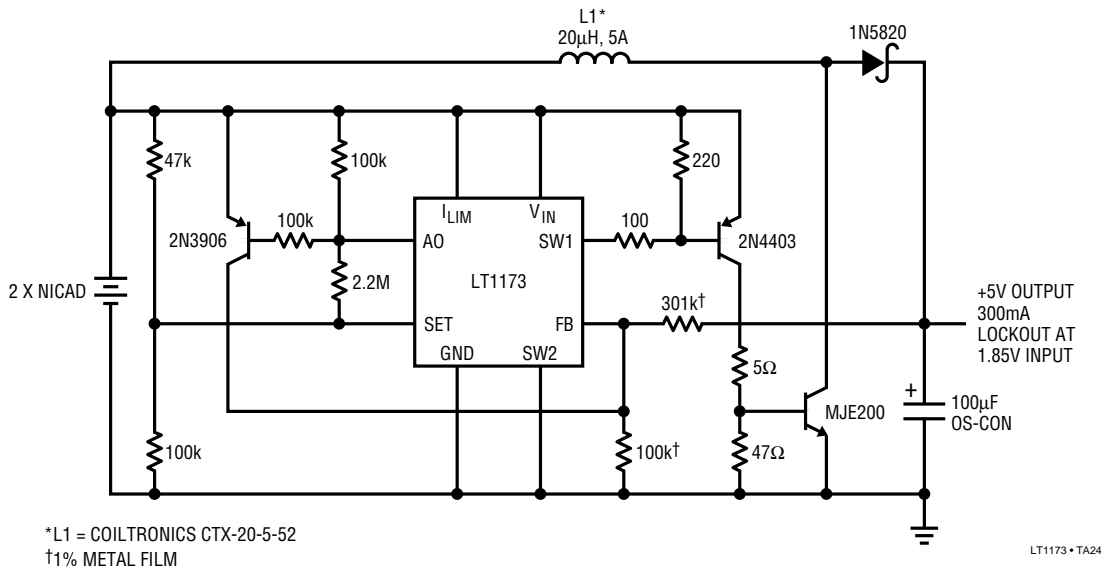 L1*
20µH, 5A
1N5820
47k
100k
220
I_LIM
V_IN
2N3906
100k
AO
SW1
100
2N4403
2 X NICAD
2.2M
LT1173
SET
FB
301k†
+5V OUTPUT
300mA
LOCKOUT AT
1.85V INPUT
GND
SW2
5Ω
+
100µF
OS-CON
MJE200
100k
100k†
47Ω
*L1 = COILTRONICS CTX-20-5-52
†1% METAL FILM
LT1173 • TA24